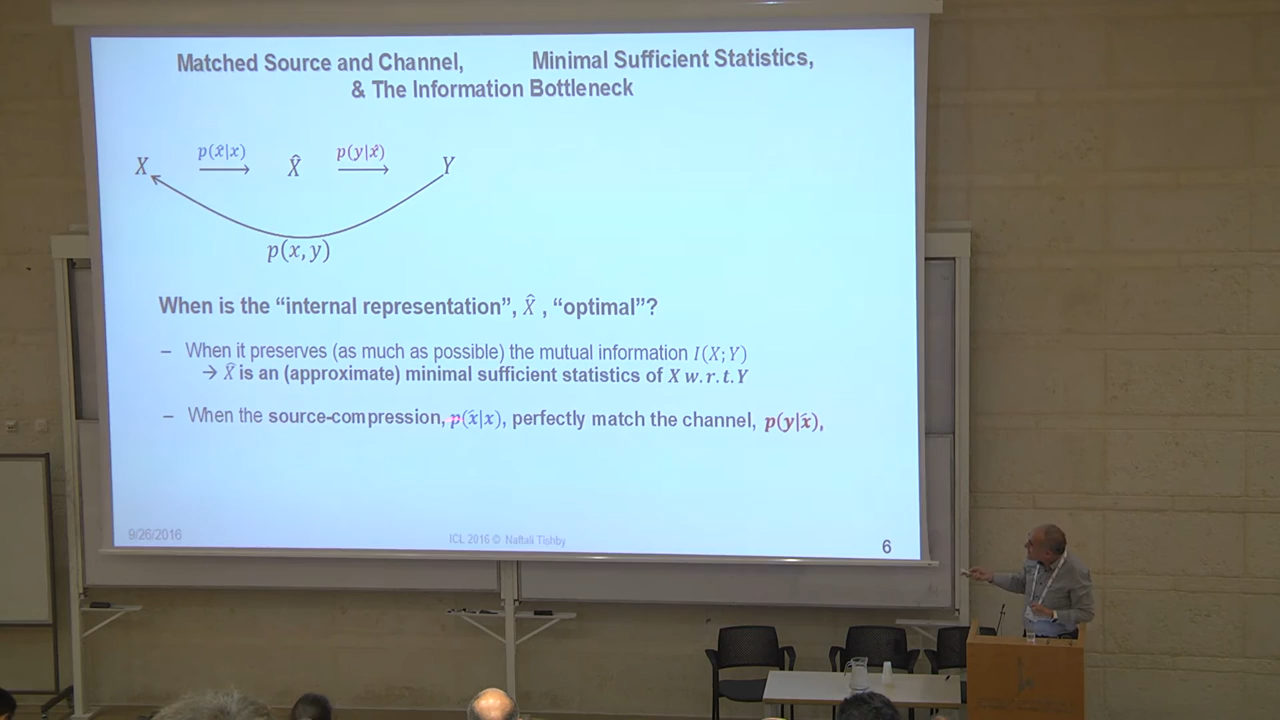 Matched Source and Channel, Minimal Sufficient Statistics,
& The Information Bottleneck
p(x̂|x) p(y|x̂)
X X̂ Y
p(x,y)
When is the “internal representation”, X̂ , “optimal”?
– When it preserves (as much as possible) the mutual information I(X;Y)
→ X̂ is an (approximate) minimal sufficient statistics of X w.r.t.Y
– When the source-compression, p(x̂|x), perfectly match the channel, p(y|x̂),
9/26/2016 ICL 2016 © Naftali Tishby 6